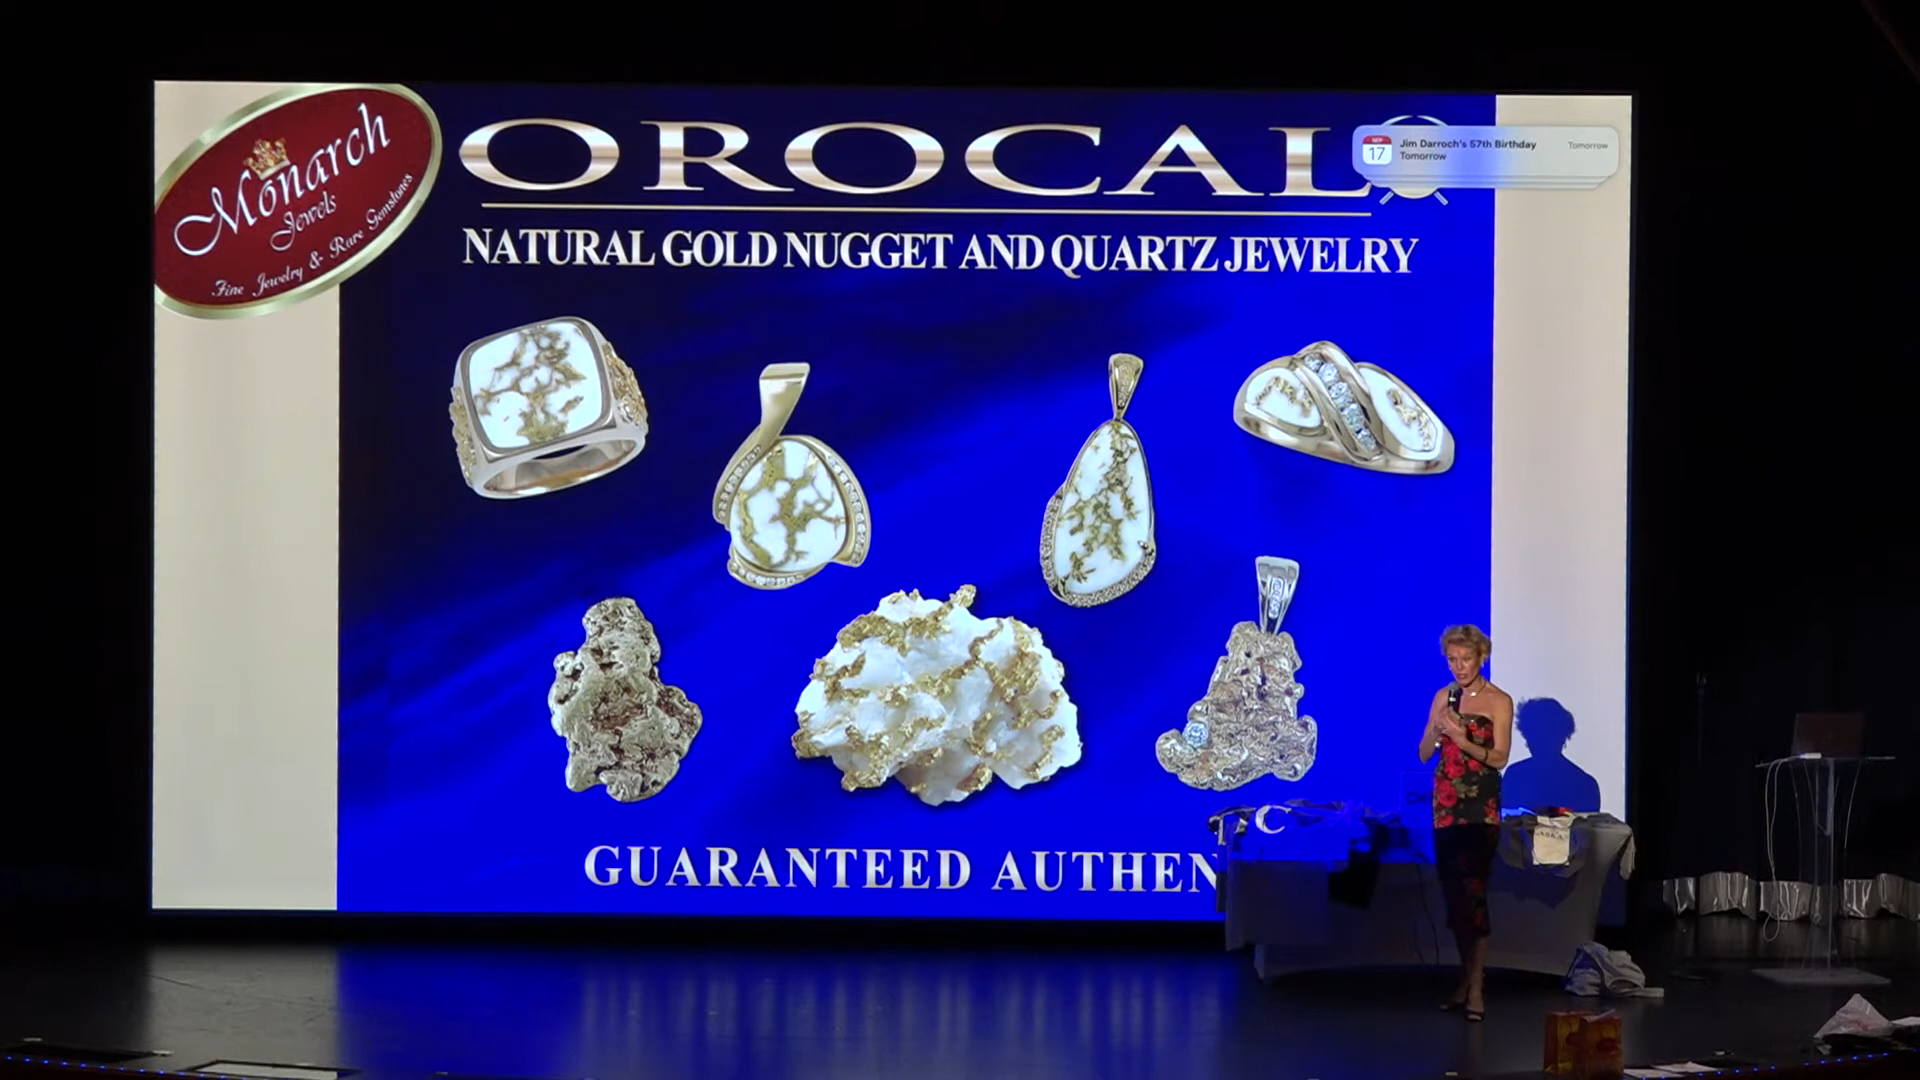 Monarch
Jewels
Fine Jewelry & Rare Gemstones
OROCAL
SEP
17
Jim Darroch's 57th Birthday
Tomorrow
Tomorrow
NATURAL GOLD NUGGET AND QUARTZ JEWELRY
GUARANTEED AUTHEN
C